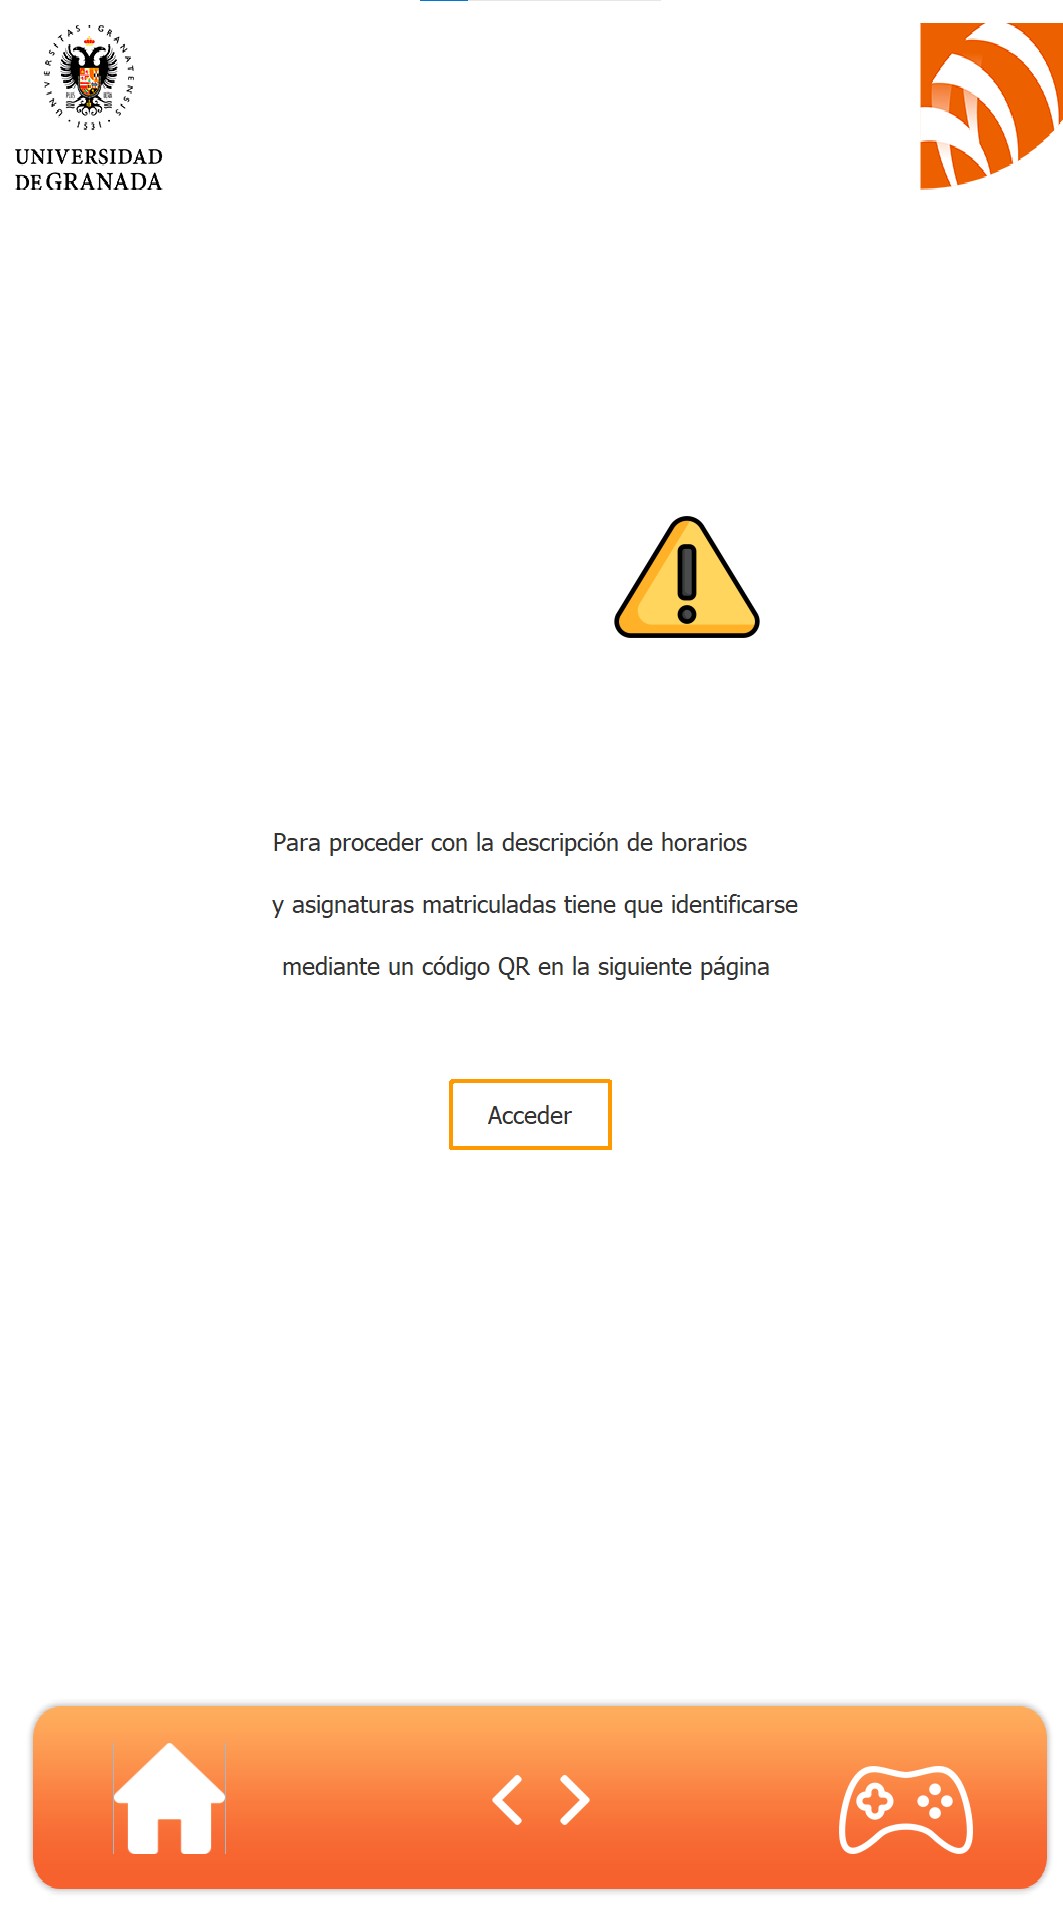 UNIVERSITAS · GRANATENSIS · 1531 ·
UNIVERSIDAD
DE GRANADA
Para proceder con la descripción de horarios
y asignaturas matriculadas tiene que identificarse
mediante un código QR en la siguiente página
Acceder